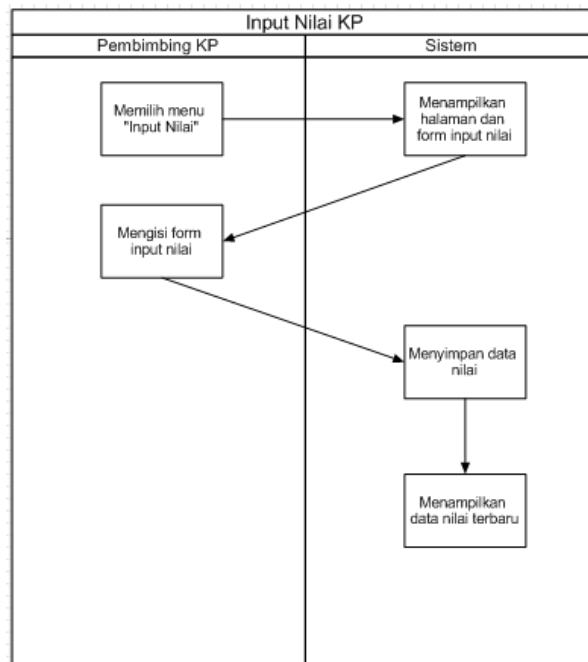 Input Nilai KP
Pembimbing KP
Sistem
Memilih menu
"Input Nilai"
Menampilkan
halaman dan
form input nilai
Mengisi form
input nilai
Menyimpan data
nilai
Menampilkan
data nilai terbaru